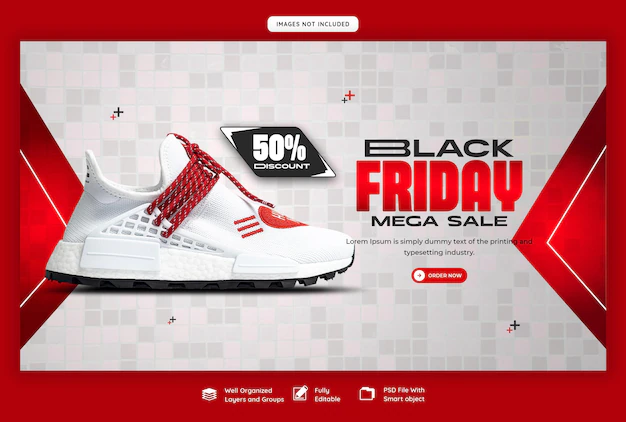 IMAGES NOT INCLUDED
50%
DISCOUNT
BLACK
FRIDAY
MEGA SALE
Lorem Ipsum is simply dummy text of the printing and
typesetting industry.
ORDER NOW
Well Organized
Layers and Groups
Fully
Editable
PSD File With
Smart object